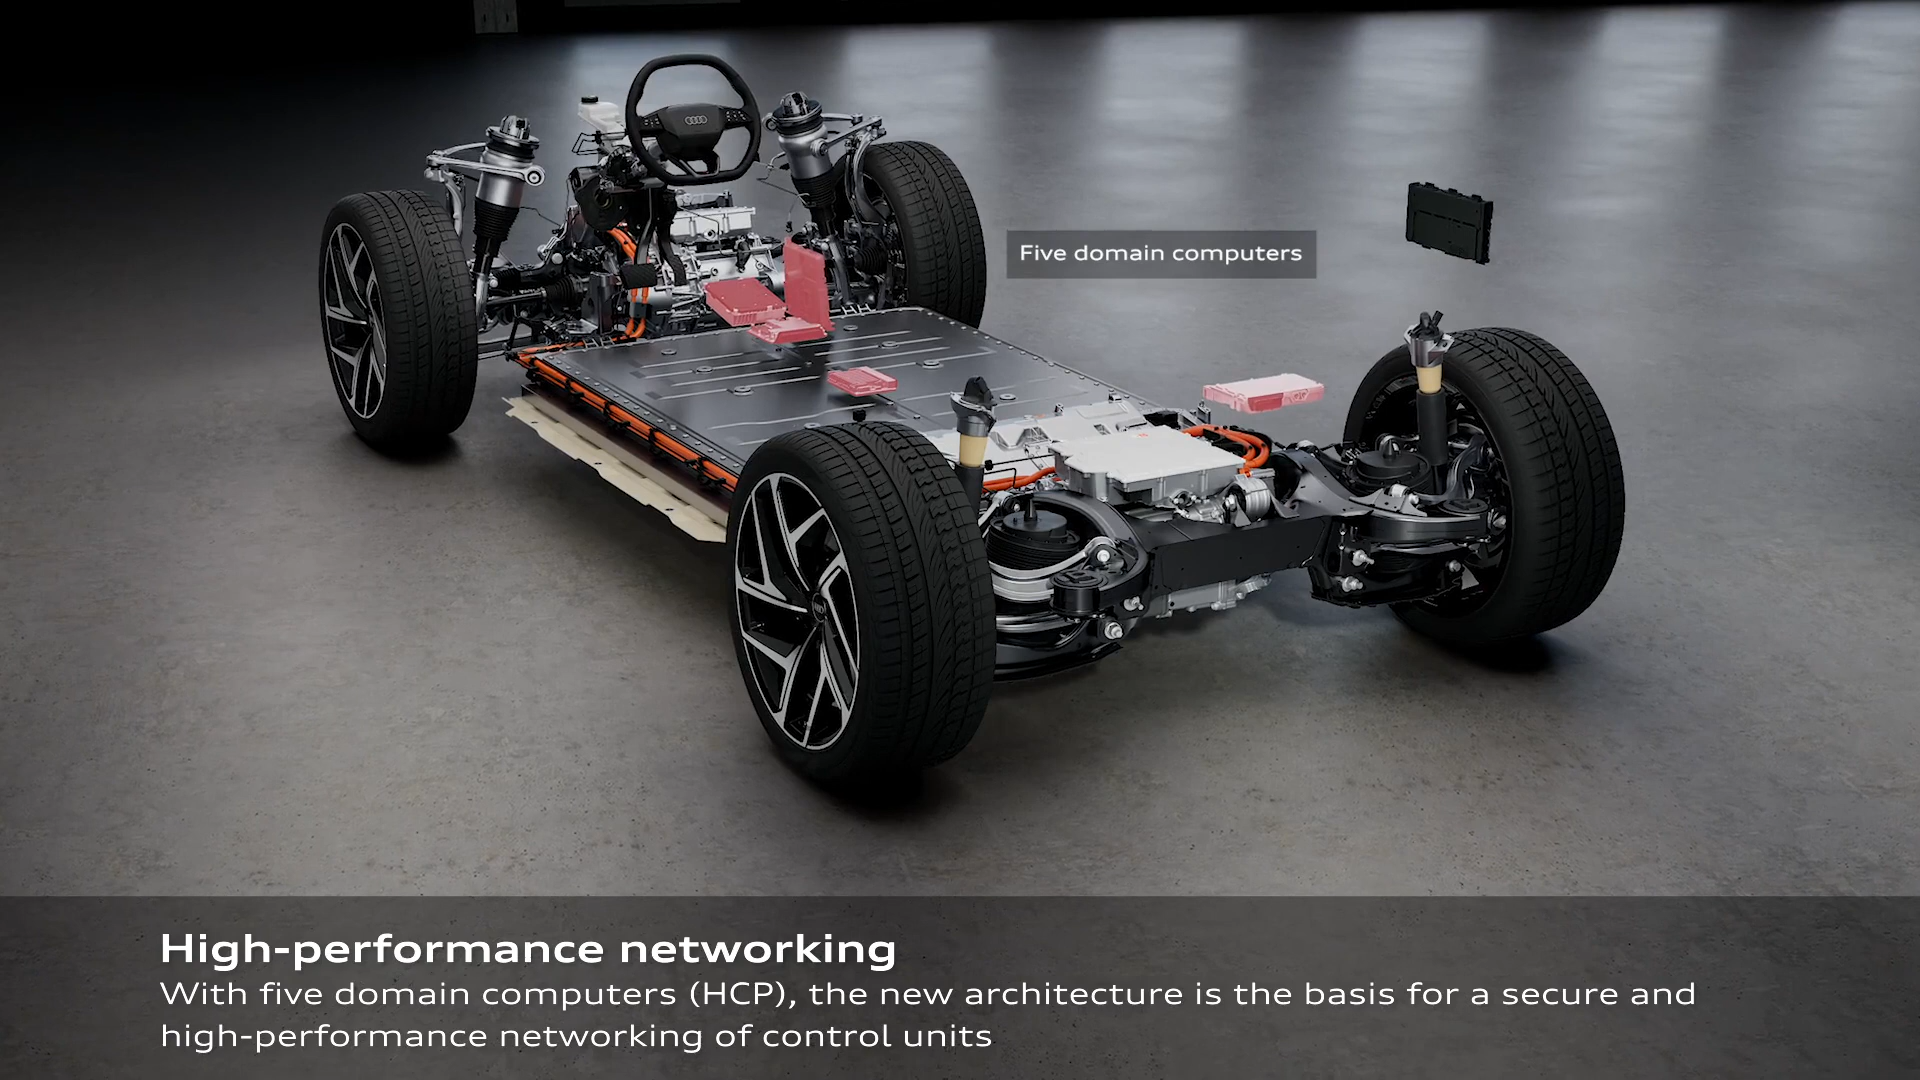 Five domain computers
High-performance networking
With five domain computers (HCP), the new architecture is the basis for a secure and
high-performance networking of control units